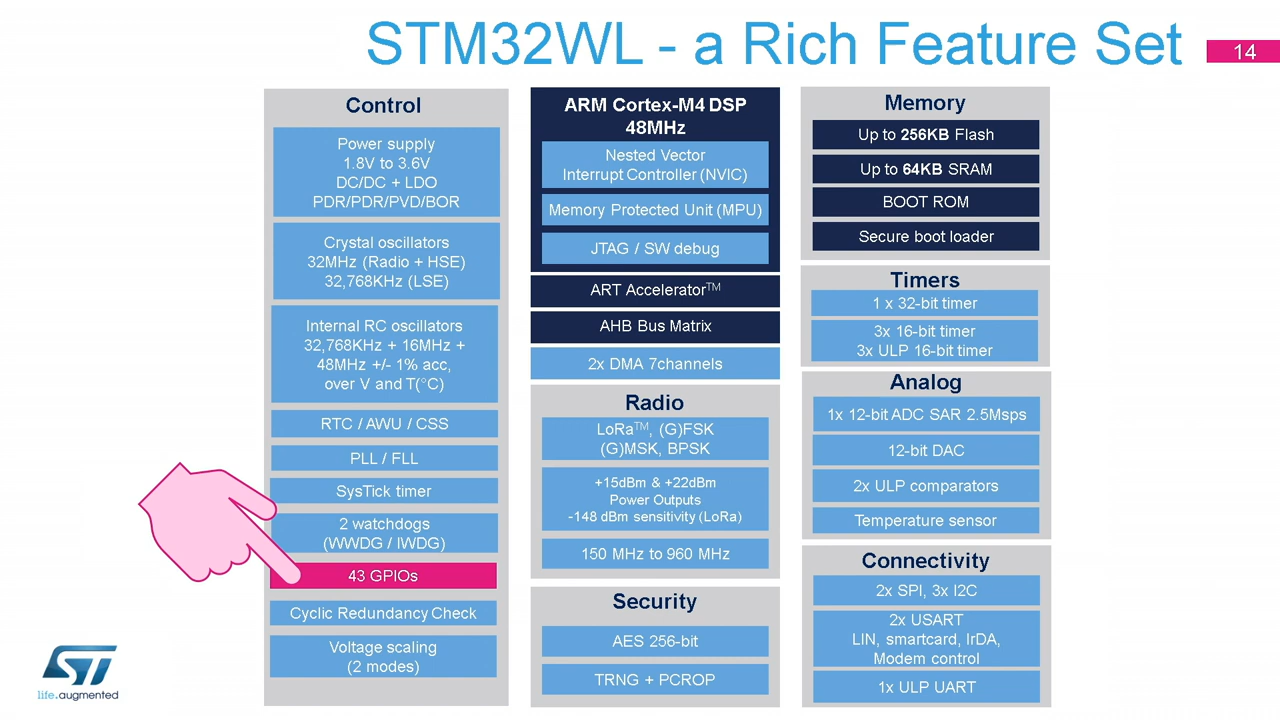 STM32WL - a Rich Feature Set
14
Control
Power supply
1.8V to 3.6V
DC/DC + LDO
PDR/PDR/PVD/BOR
Crystal oscillators
32MHz (Radio + HSE)
32,768KHz (LSE)
Internal RC oscillators
32,768KHz + 16MHz +
48MHz +/- 1% acc,
over V and T(°C)
RTC / AWU / CSS
PLL / FLL
SysTick timer
2 watchdogs
(WWDG / IWDG)
43 GPIOs
Cyclic Redundancy Check
Voltage scaling
(2 modes)
ARM Cortex-M4 DSP
48MHz
Nested Vector
Interrupt Controller (NVIC)
Memory Protected Unit (MPU)
JTAG / SW debug
ART Accelerator™
AHB Bus Matrix
2x DMA 7channels
Radio
LoRa™, (G)FSK
(G)MSK, BPSK
+15dBm & +22dBm
Power Outputs
-148 dBm sensitivity (LoRa)
150 MHz to 960 MHz
Security
AES 256-bit
TRNG + PCROP
Memory
Up to 256KB Flash
Up to 64KB SRAM
BOOT ROM
Secure boot loader
Timers
1 x 32-bit timer
3x 16-bit timer
3x ULP 16-bit timer
Analog
1x 12-bit ADC SAR 2.5Msps
12-bit DAC
2x ULP comparators
Temperature sensor
Connectivity
2x SPI, 3x I2C
2x USART
LIN, smartcard, IrDA,
Modem control
1x ULP UART
ST
life.augmented